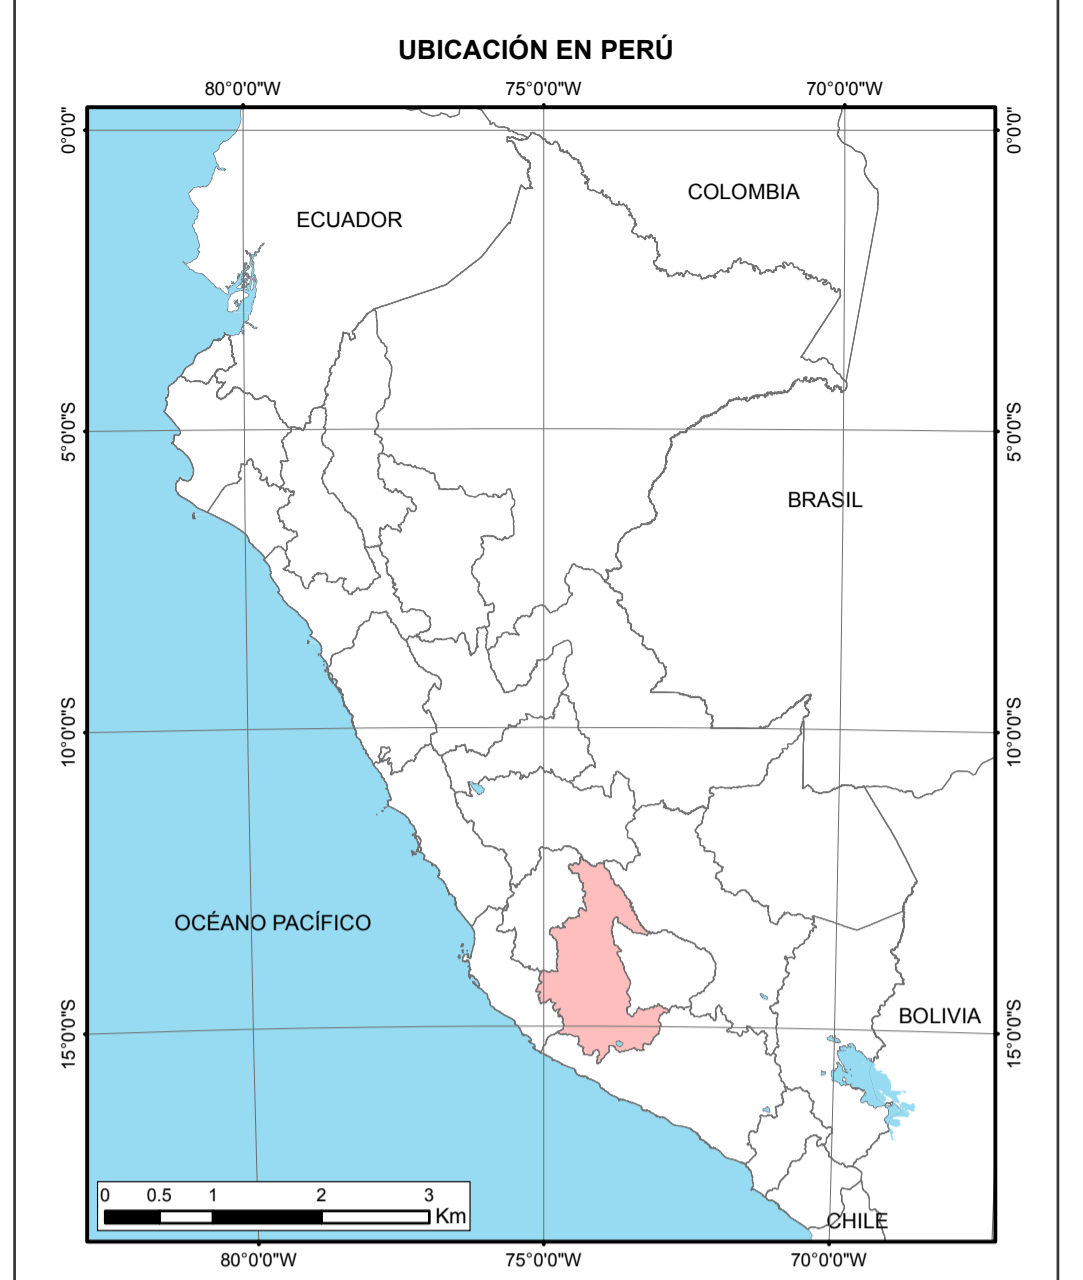 UBICACIÓN EN PERÚ
80°0'0"W 75°0'0"W 70°0'0"W
0°0'0" 0°0'0"
COLOMBIA
ECUADOR
5°0'0"S 5°0'0"S
BRASIL
10°0'0"S 10°0'0"S
OCÉANO PACÍFICO
BOLIVIA
15°0'0"S 15°0'0"S
0 0.5 1 2 3
Km
CHILE
80°0'0"W 75°0'0"W 70°0'0"W